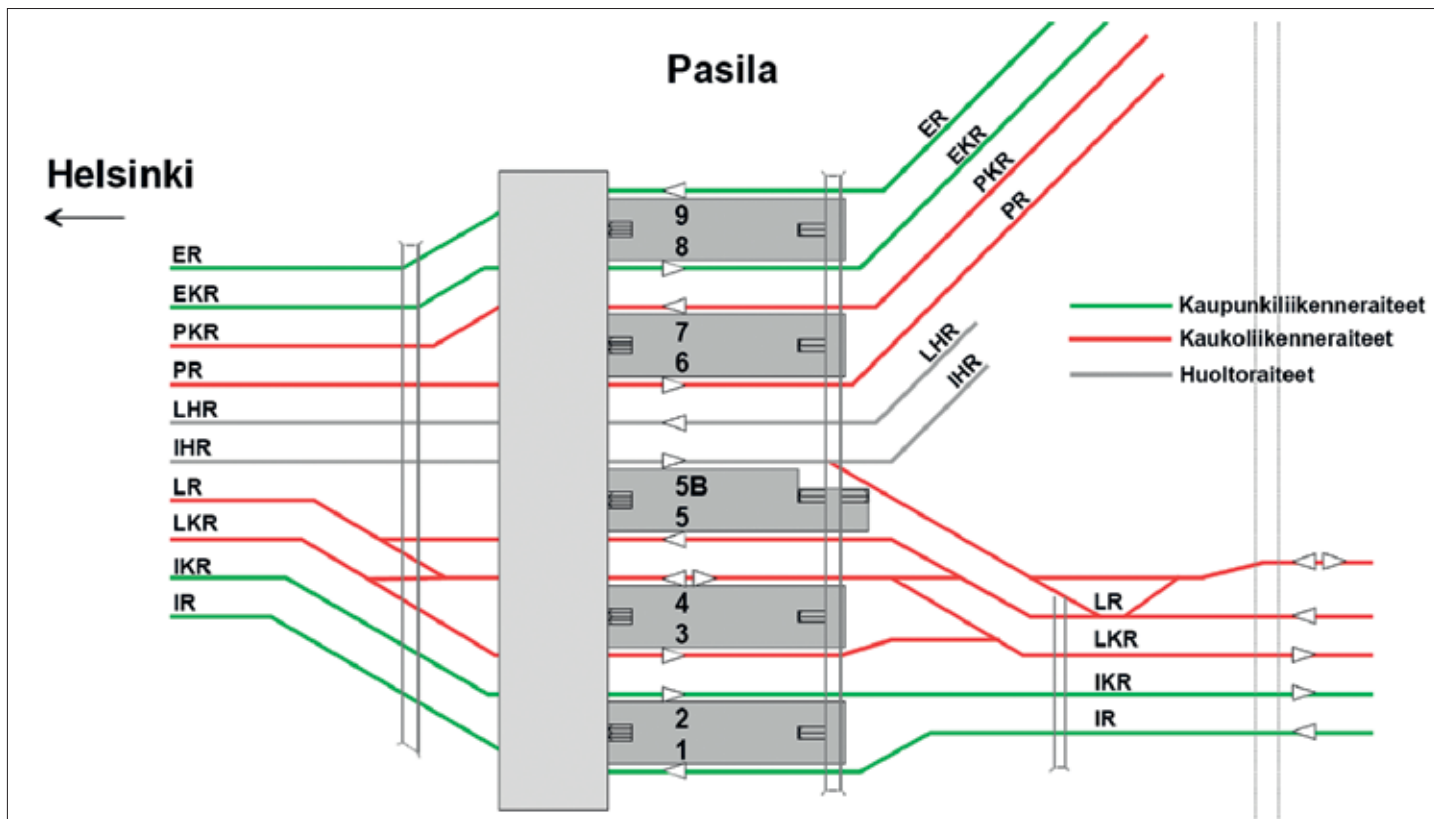 Pasila
Helsinki
ER
EKR
PKR
PR
LHR
IHR
LR
LKR
IKR
IR
9
8
7
6
5B
5
4
3
2
1
ER
EKR
PKR
PR
LHR
IHR
LR
LKR
IKR
IR
Kaupunkiliikenneraiteet
Kaukoliikenneraiteet
Huoltoraiteet